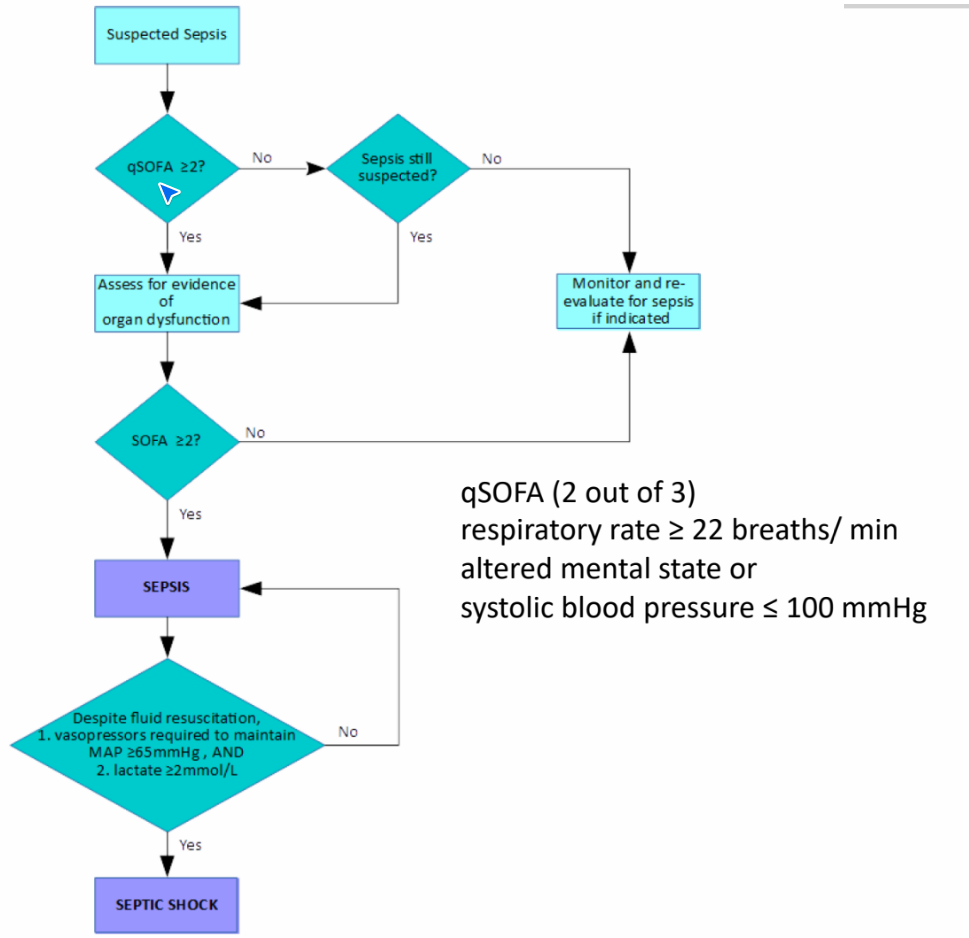 Suspected Sepsis
qSOFA ≥2?
No
Sepsis still
suspected?
No
Yes
Yes
Assess for evidence
of
organ dysfunction
Monitor and re-
evaluate for sepsis
if indicated
SOFA ≥2?
No
Yes
qSOFA (2 out of 3)
respiratory rate ≥ 22 breaths/ min
altered mental state or
systolic blood pressure ≤ 100 mmHg
SEPSIS
Despite fluid resuscitation,
1. vasopressors required to maintain
MAP ≥65mmHg , AND
2. lactate ≥2mmol/L
No
Yes
SEPTIC SHOCK